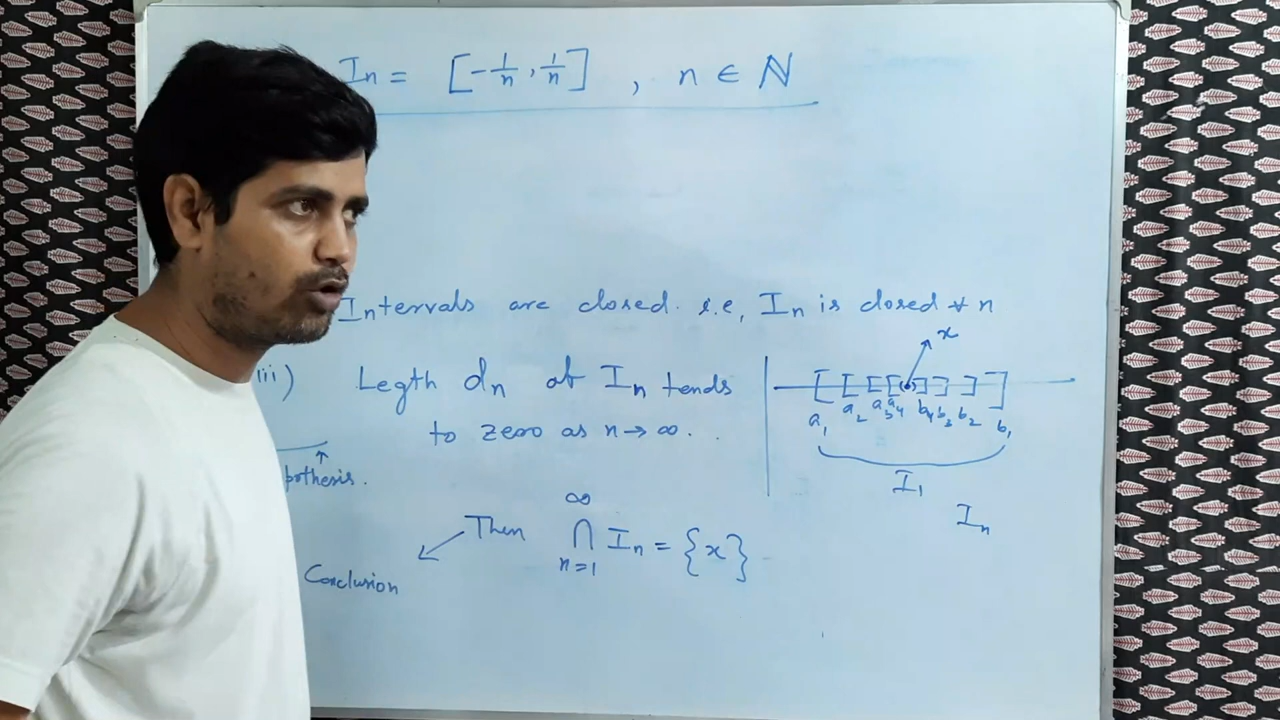 In = [-1/n, 1/n] , n ∈ ℕ
Intervals are closed. i.e, In is closed ∀ n
iii) Legth dn of In tends
to zero as n → ∞.
pothesis.
Then ∞ ∩ n=1 In = {x}
Conclusion
x
a1 a2 a3 a4 b4 b3 b2 b1
I1
In